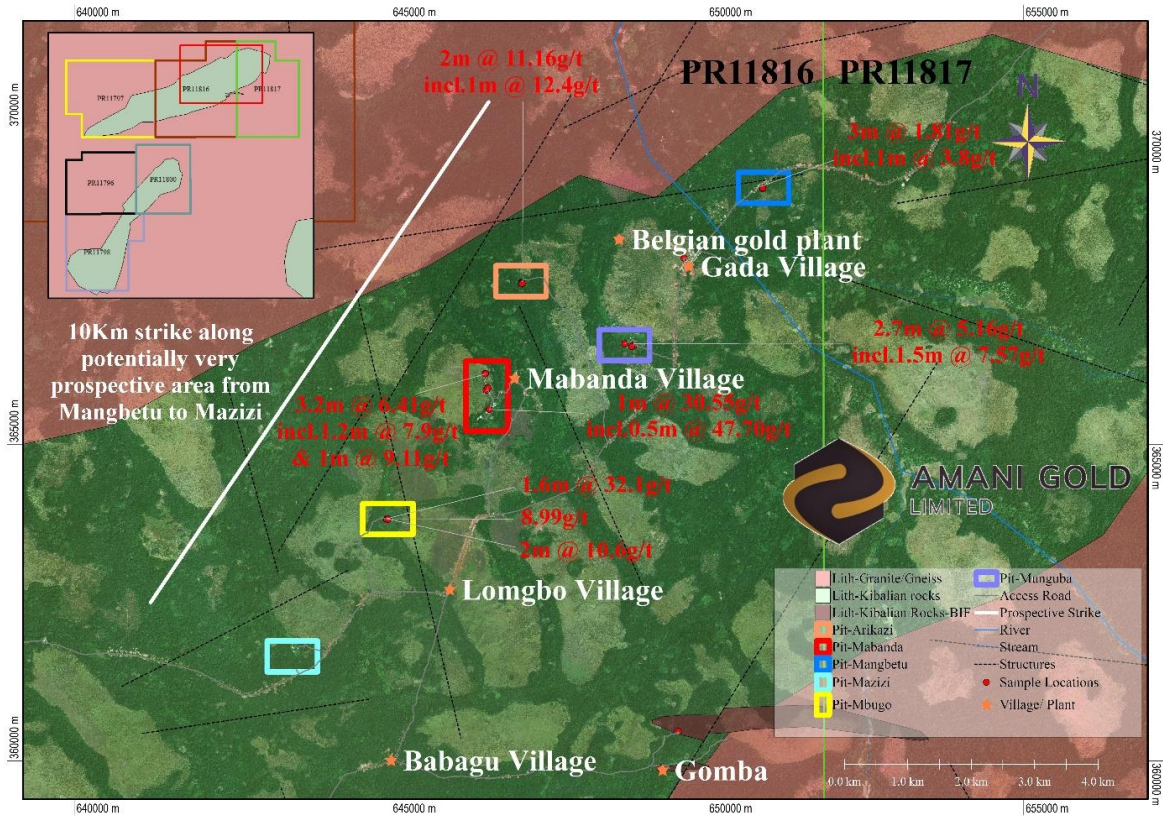 640000 m
645000 m
650000 m
655000 m
370000 m
365000 m
360000 m
370000 m
365000 m
360000 m
640000 m
645000 m
650000 m
655000 m
PR11797
PR11816
PR11817
PR11796
PR11800
PR11798
2m @ 11.16g/t
incl.1m @ 12.4g/t
PR11816 PR11817
N
3m @ 1.81g/t
incl.1m @ 3.8g/t
Belgian gold plant
Gada Village
10Km strike along
potentially very
prospective area from
Mangbetu to Mazizi
2.7m @ 5.16g/t
incl.1.5m @ 7.57g/t
Mabanda Village
3.2m @ 6.41g/t
incl.1.2m @ 7.9g/t
& 1m @ 9.11g/t
1m @ 30.55g/t
incl.0.5m @ 47.70g/t
1.6m @ 32.1g/t
8.99g/t
2m @ 10.6g/t
AMANI GOLD
LIMITED
Lomgbo Village
Babagu Village
Gomba
Lith-Granite/Gneiss
Lith-Kibalian rocks
Lith-Kibalian Rocks-BIF
Pit-Arikazi
Pit-Mabanda
Pit-Mangbetu
Pit-Mazizi
Pit-Mbugo
Pit-Munguba
Access Road
Prospective Strike
River
Stream
Structures
Sample Locations
Village/ Plant
0.0 km 1.0 km 2.0 km 3.0 km 4.0 km